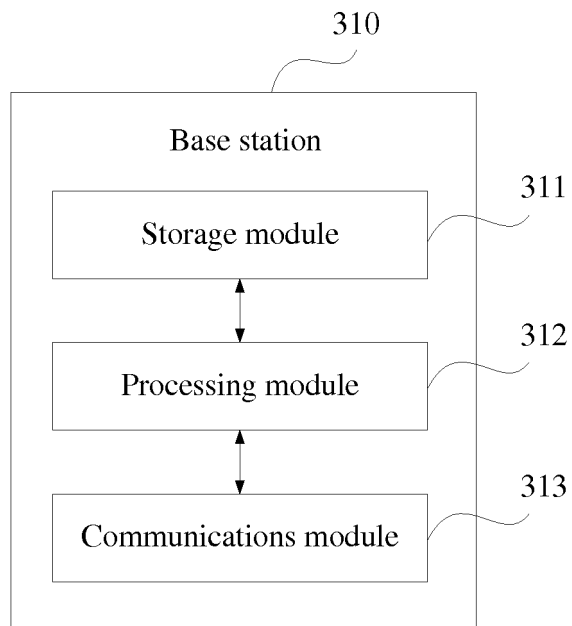 310
Base station
311
Storage module
312
Processing module
313
Communications module